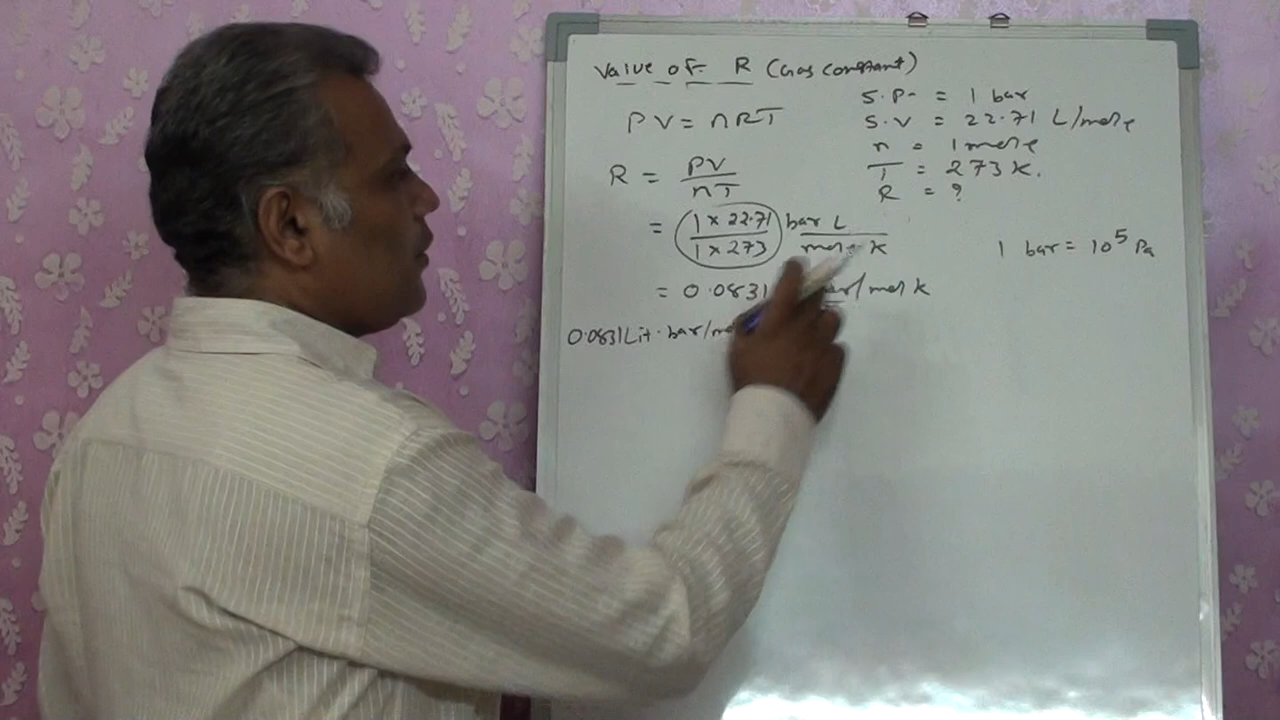 Value of R (Gas constant)
PV = nRT
R = PV / nT
= 1 × 22.71 / 1 × 273 bar L / mole k
= 0.0831 bar/mol k
0.0831 Lit. bar/mo
S.P. = 1 bar
S.V = 22.71 L/mole
n = 1 mole
T = 273 K.
R = ?
1 bar = 10⁵ Pa